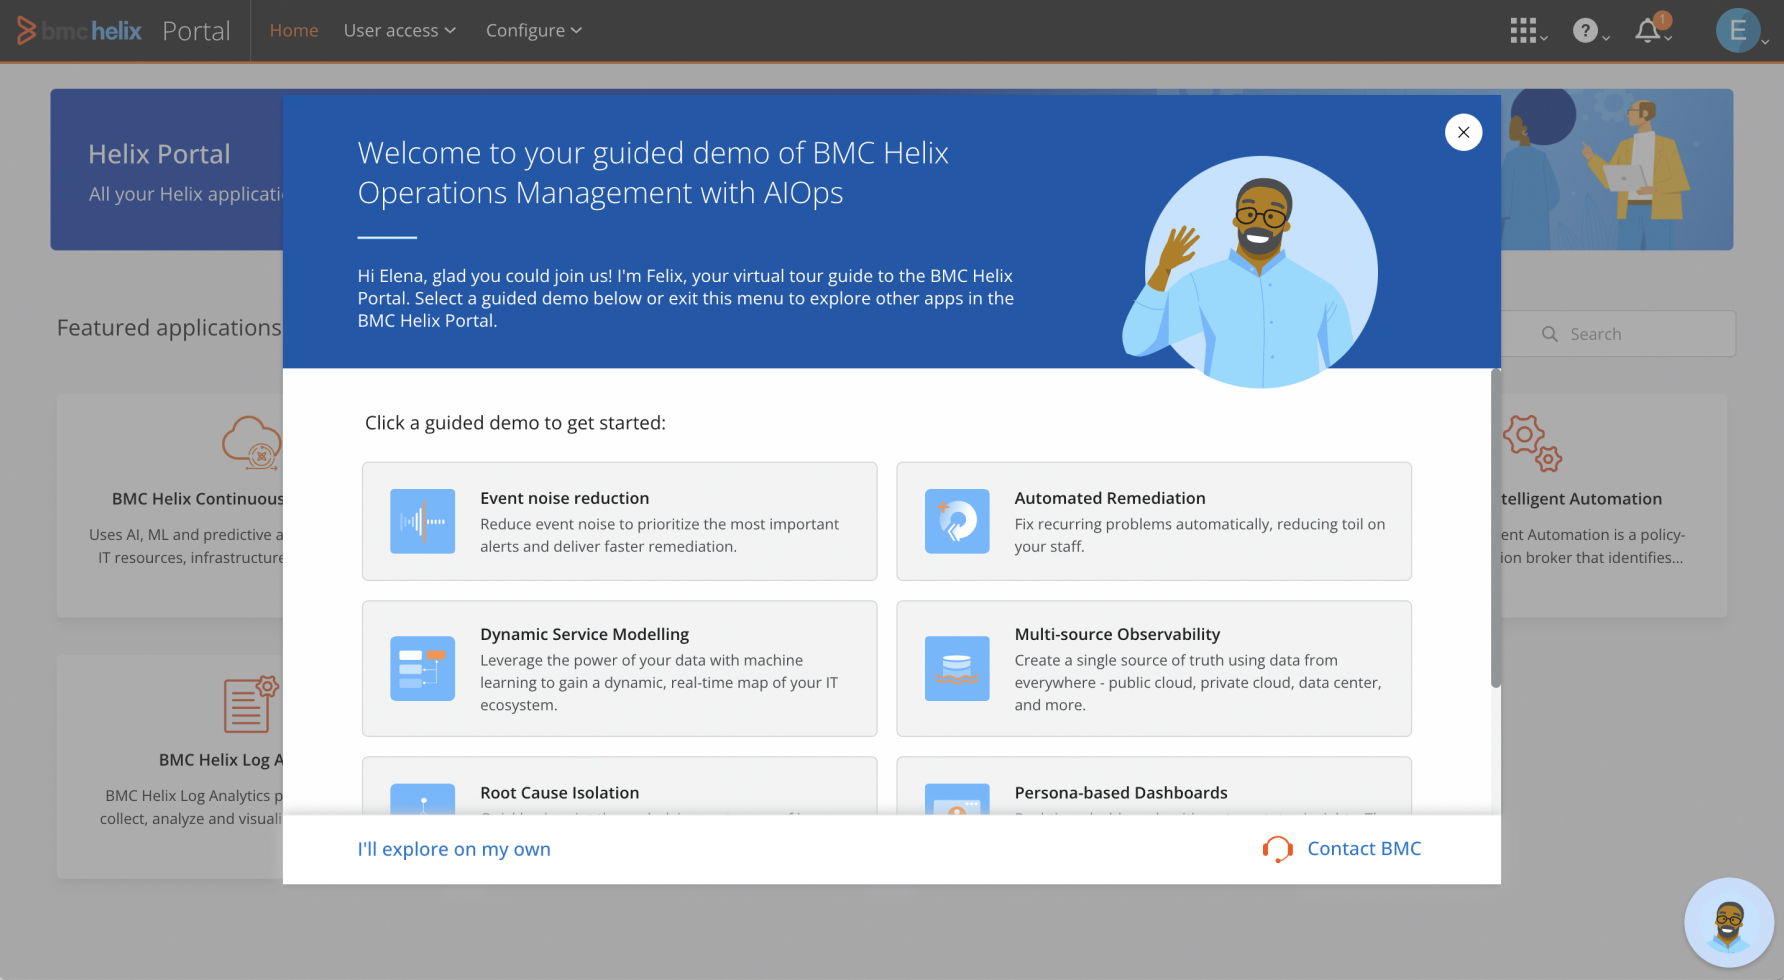 bmchelix Portal Home User access Configure ? 1 E
Helix Portal
All your Helix applicati
Welcome to your guided demo of BMC Helix
Operations Management with AIOps
Hi Elena, glad you could join us! I'm Felix, your virtual tour guide to the BMC Helix
Portal. Select a guided demo below or exit this menu to explore other apps in the
BMC Helix Portal.
Featured applications
Search
Click a guided demo to get started:
BMC Helix Continuous
Uses AI, ML and predictive a
IT resources, infrastructure
Event noise reduction
Reduce event noise to prioritize the most important
alerts and deliver faster remediation.
Automated Remediation
Fix recurring problems automatically, reducing toil on
your staff.
telligent Automation
ent Automation is a policy-
ion broker that identifies...
Dynamic Service Modelling
Leverage the power of your data with machine
learning to gain a dynamic, real-time map of your IT
ecosystem.
Multi-source Observability
Create a single source of truth using data from
everywhere - public cloud, private cloud, data center,
and more.
BMC Helix Log A
BMC Helix Log Analytics p
collect, analyze and visuali
Root Cause Isolation
Persona-based Dashboards
I'll explore on my own
Contact BMC